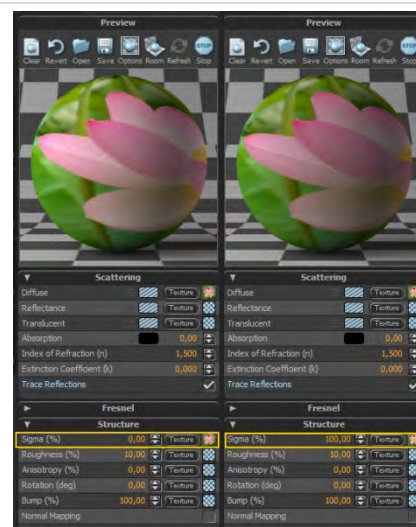 Preview
Clear Revert Open Save Options Room Refresh Stop
Scattering
Diffuse Texture
Reflectance Texture
Translucent Texture
Absorption 0,00
Index of Refraction (n) 1,500
Extinction Coefficient (k) 0,000
Trace Reflections
Fresnel
Structure
Sigma (%) 0,00 Texture
Roughness (%) 10,00 Texture
Anisotropy (%) 0,00 Texture
Rotation (deg) 0,00 Texture
Bump (%) 100,00 Texture
Normal Mapping
Preview
Clear Revert Open Save Options Room Refresh Stop
Scattering
Diffuse Texture
Reflectance Texture
Translucent Texture
Absorption 0,00
Index of Refraction (n) 1,500
Extinction Coefficient (k) 0,000
Trace Reflections
Fresnel
Structure
Sigma (%) 100,00 Texture
Roughness (%) 10,00 Texture
Anisotropy (%) 0,00 Texture
Rotation (deg) 0,00 Texture
Bump (%) 100,00 Texture
Normal Mapping